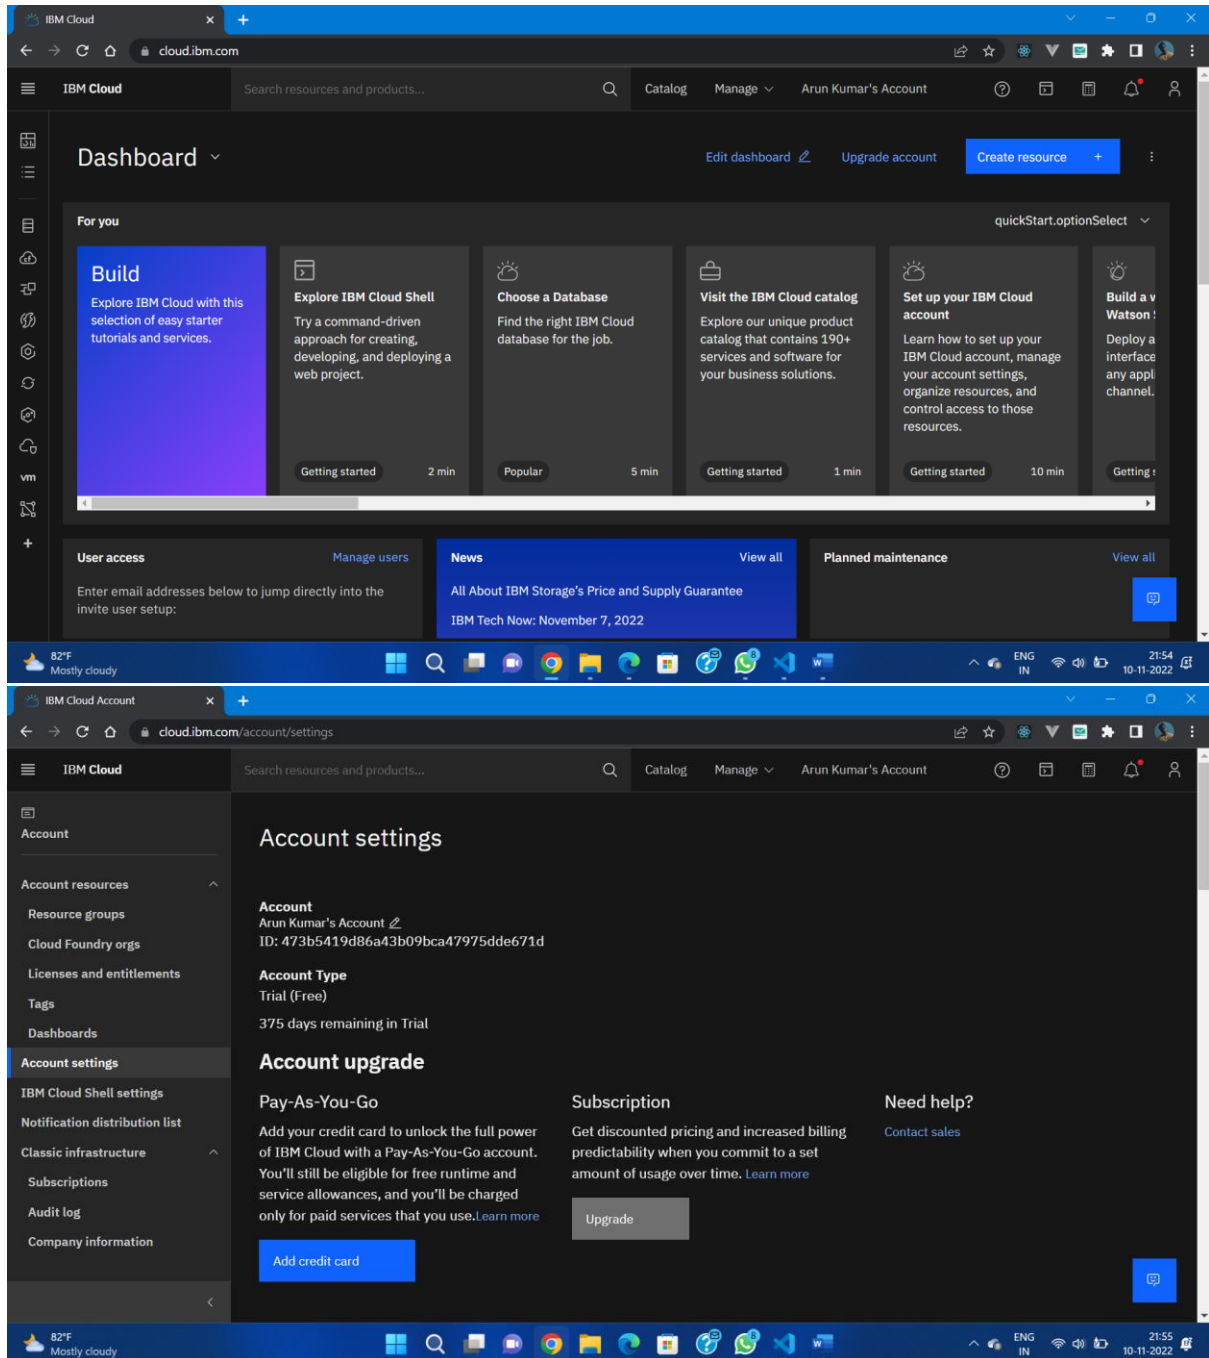 IBM Cloud
cloud.ibm.com
IBM Cloud
Search resources and products...
Catalog
Manage
Arun Kumar's Account
Dashboard
Edit dashboard
Upgrade account
Create resource +
For you
quickStart.optionSelect
Build
Explore IBM Cloud with this
selection of easy starter
tutorials and services.
Explore IBM Cloud Shell
Try a command-driven
approach for creating,
developing, and deploying a
web project.
Getting started
2 min
Choose a Database
Find the right IBM Cloud
database for the job.
Popular
5 min
Visit the IBM Cloud catalog
Explore our unique product
catalog that contains 190+
services and software for
your business solutions.
Getting started
1 min
Set up your IBM Cloud
account
Learn how to set up your
IBM Cloud account, manage
your account settings,
organize resources, and
control access to those
resources.
Getting started
10 min
Build a
Watson
Deploy a
interface
any appl
channel.
Getting
vm
User access
Manage users
Enter email addresses below to jump directly into the
invite user setup:
News
View all
All About IBM Storage's Price and Supply Guarantee
IBM Tech Now: November 7, 2022
Planned maintenance
View all
82°F
Mostly cloudy
ENG
IN
21:54
10-11-2022
IBM Cloud Account
cloud.ibm.com/account/settings
IBM Cloud
Search resources and products...
Catalog
Manage
Arun Kumar's Account
Account
Account resources
Resource groups
Cloud Foundry orgs
Licenses and entitlements
Tags
Dashboards
Account settings
IBM Cloud Shell settings
Notification distribution list
Classic infrastructure
Subscriptions
Audit log
Company information
Account settings
Account
Arun Kumar's Account
ID: 473b5419d86a43b09bca47975dde671d
Account Type
Trial (Free)
375 days remaining in Trial
Account upgrade
Pay-As-You-Go
Add your credit card to unlock the full power
of IBM Cloud with a Pay-As-You-Go account.
You'll still be eligible for free runtime and
service allowances, and you'll be charged
only for paid services that you use.Learn more
Add credit card
Subscription
Get discounted pricing and increased billing
predictability when you commit to a set
amount of usage over time. Learn more
Upgrade
Need help?
Contact sales
82°F
Mostly cloudy
ENG
IN
21:55
10-11-2022